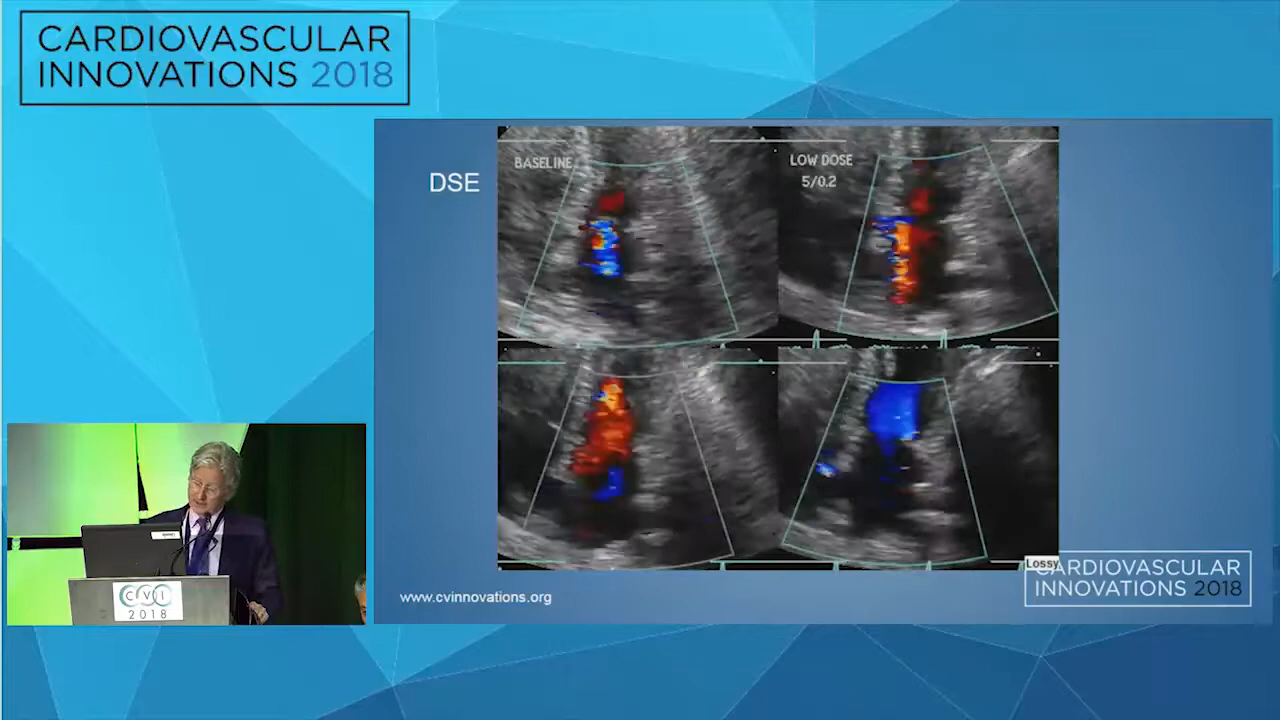 CARDIOVASCULAR
INNOVATIONS 2018
DSE
BASELINE
LOW DOSE
5/0.2
Lossy
CARDIOVASCULAR
INNOVATIONS 2018
www.cvinnovations.org
CVI
2018